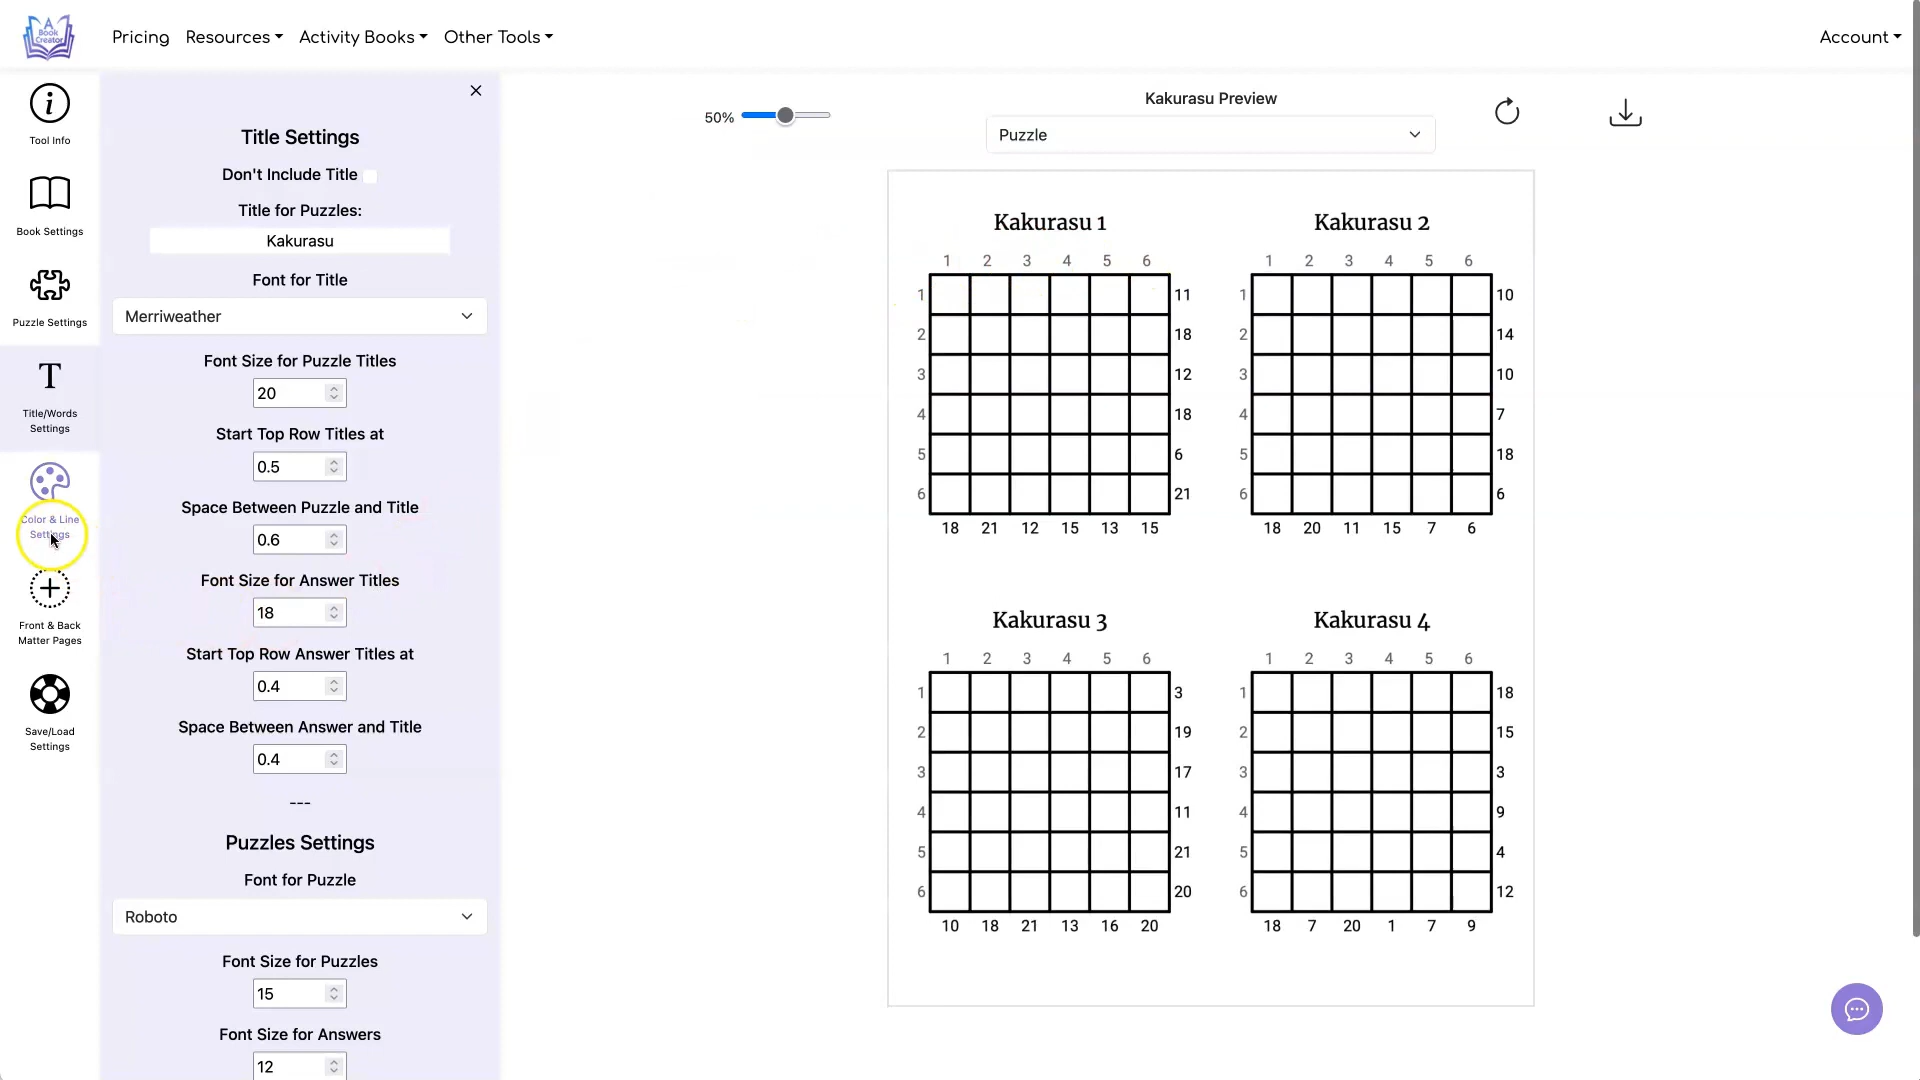 A
Book
Creator
Pricing
Resources
Activity Books
Other Tools
Account
Tool Info
Book Settings
Puzzle Settings
T
Title/Words
Settings
Color & Line
Settings
Front & Back
Matter Pages
Save/Load
Settings
Title Settings
Don't Include Title
Title for Puzzles:
Kakurasu
Font for Title
Merriweather
Font Size for Puzzle Titles
20
Start Top Row Titles at
0.5
Space Between Puzzle and Title
0.6
Font Size for Answer Titles
18
Start Top Row Answer Titles at
0.4
Space Between Answer and Title
0.4
---
Puzzles Settings
Font for Puzzle
Roboto
Font Size for Puzzles
15
Font Size for Answers
12
50%
Kakurasu Preview
Puzzle
Kakurasu 1
1 2 3 4 5 6
1 11
2 18
3 12
4 18
5 6
6 21
18 21 12 15 13 15
Kakurasu 2
1 2 3 4 5 6
1 10
2 14
3 10
4 7
5 18
6 6
18 20 11 15 7 6
Kakurasu 3
1 2 3 4 5 6
1 3
2 19
3 17
4 11
5 21
6 20
10 18 21 13 16 20
Kakurasu 4
1 2 3 4 5 6
1 18
2 15
3 3
4 9
5 4
6 12
18 7 20 1 7 9